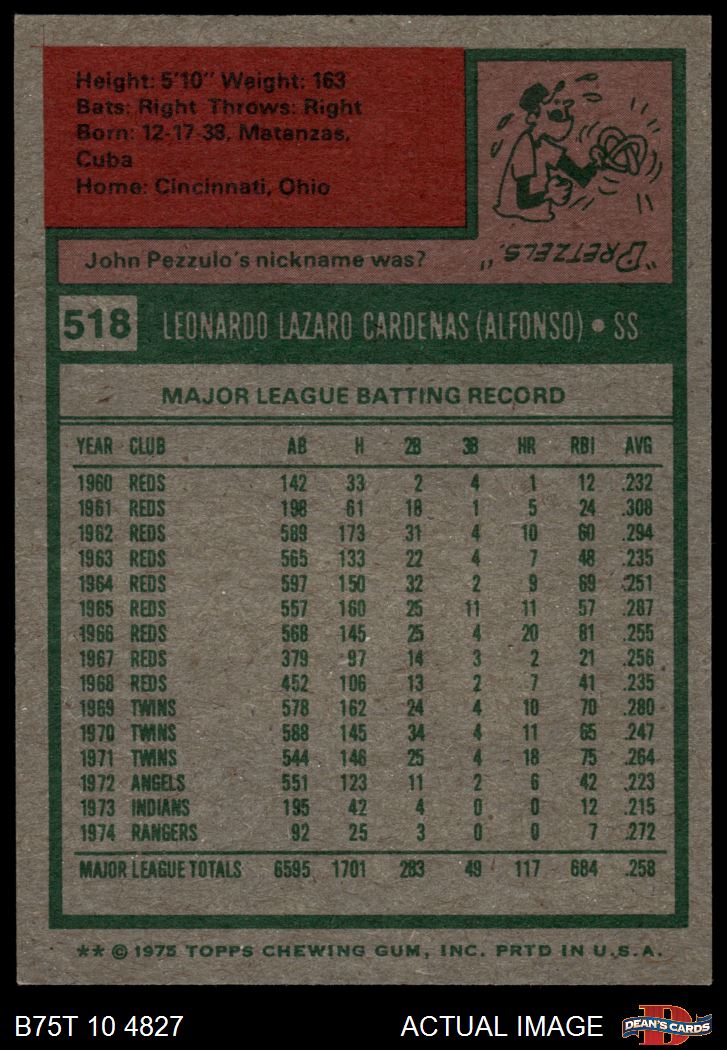 Height: 5'10" Weight: 163
Bats: Right Throws: Right
Born: 12-17-38, Matanzas,
Cuba
Home: Cincinnati, Ohio
John Pezzulo's nickname was?
"PRETZELS."
518 LEONARDO LAZARO CARDENAS (ALFONSO) • SS
MAJOR LEAGUE BATTING RECORD
YEAR CLUB AB H 2B 3B HR RBI AVG
1960 REDS 142 33 2 4 1 12 .232
1961 REDS 198 61 18 1 5 24 .308
1962 REDS 589 173 31 4 10 60 .294
1963 REDS 565 133 22 4 7 48 .235
1964 REDS 597 150 32 2 9 69 .251
1965 REDS 557 160 25 11 11 57 .287
1966 REDS 568 145 25 4 20 81 .255
1967 REDS 379 97 14 3 2 21 .256
1968 REDS 452 106 13 2 7 41 .235
1969 TWINS 578 162 24 4 10 70 .280
1970 TWINS 588 145 34 4 11 65 .247
1971 TWINS 544 146 25 4 18 75 .264
1972 ANGELS 551 123 11 2 6 42 .223
1973 INDIANS 195 42 4 0 0 12 .215
1974 RANGERS 92 25 3 0 0 7 .272
MAJOR LEAGUE TOTALS 6595 1701 283 49 117 684 .258
** © 1975 TOPPS CHEWING GUM, INC. PRTD IN U.S.A.
B75T 10 4827 ACTUAL IMAGE D DEAN'S CARDS